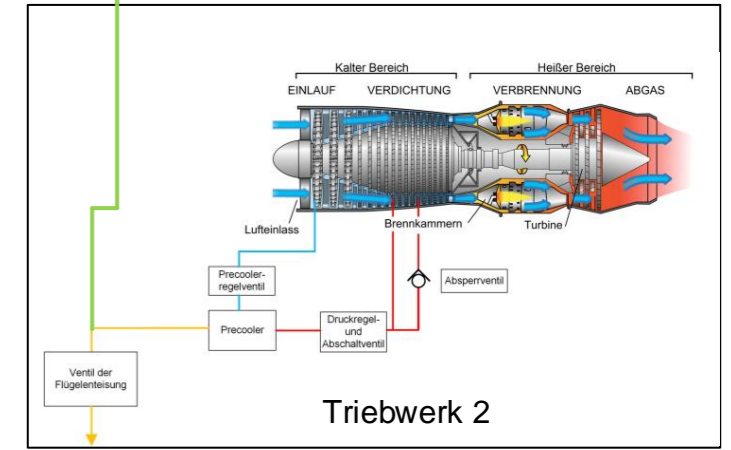 Kalter Bereich
Heißer Bereich
EINLAUF
VERDICHTUNG
VERBRENNUNG
ABGAS
Lufteinlass
Brennkammern
Turbine
Precooler-
regelventil
Absperrventil
Precooler
Druckregel-
und
Abschaltventil
Ventil der
Flügelenteisung
Triebwerk 2